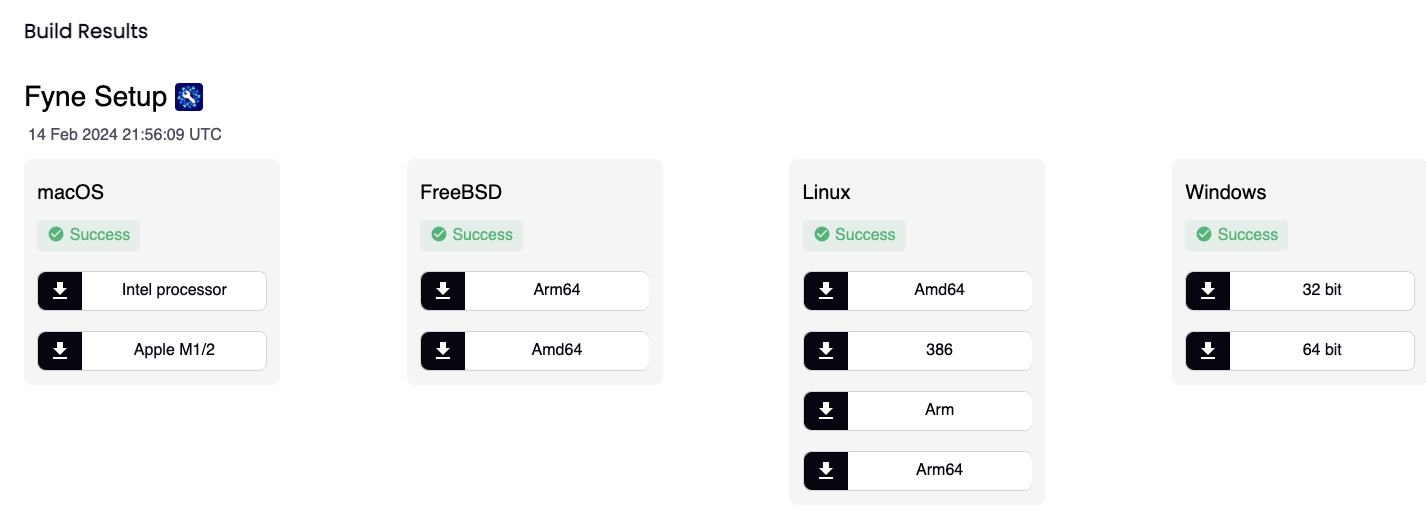 Build Results
Fyne Setup
14 Feb 2024 21:56:09 UTC
macOS
Success
Intel processor
Apple M1/2
FreeBSD
Success
Arm64
Amd64
Linux
Success
Amd64
386
Arm
Arm64
Windows
Success
32 bit
64 bit